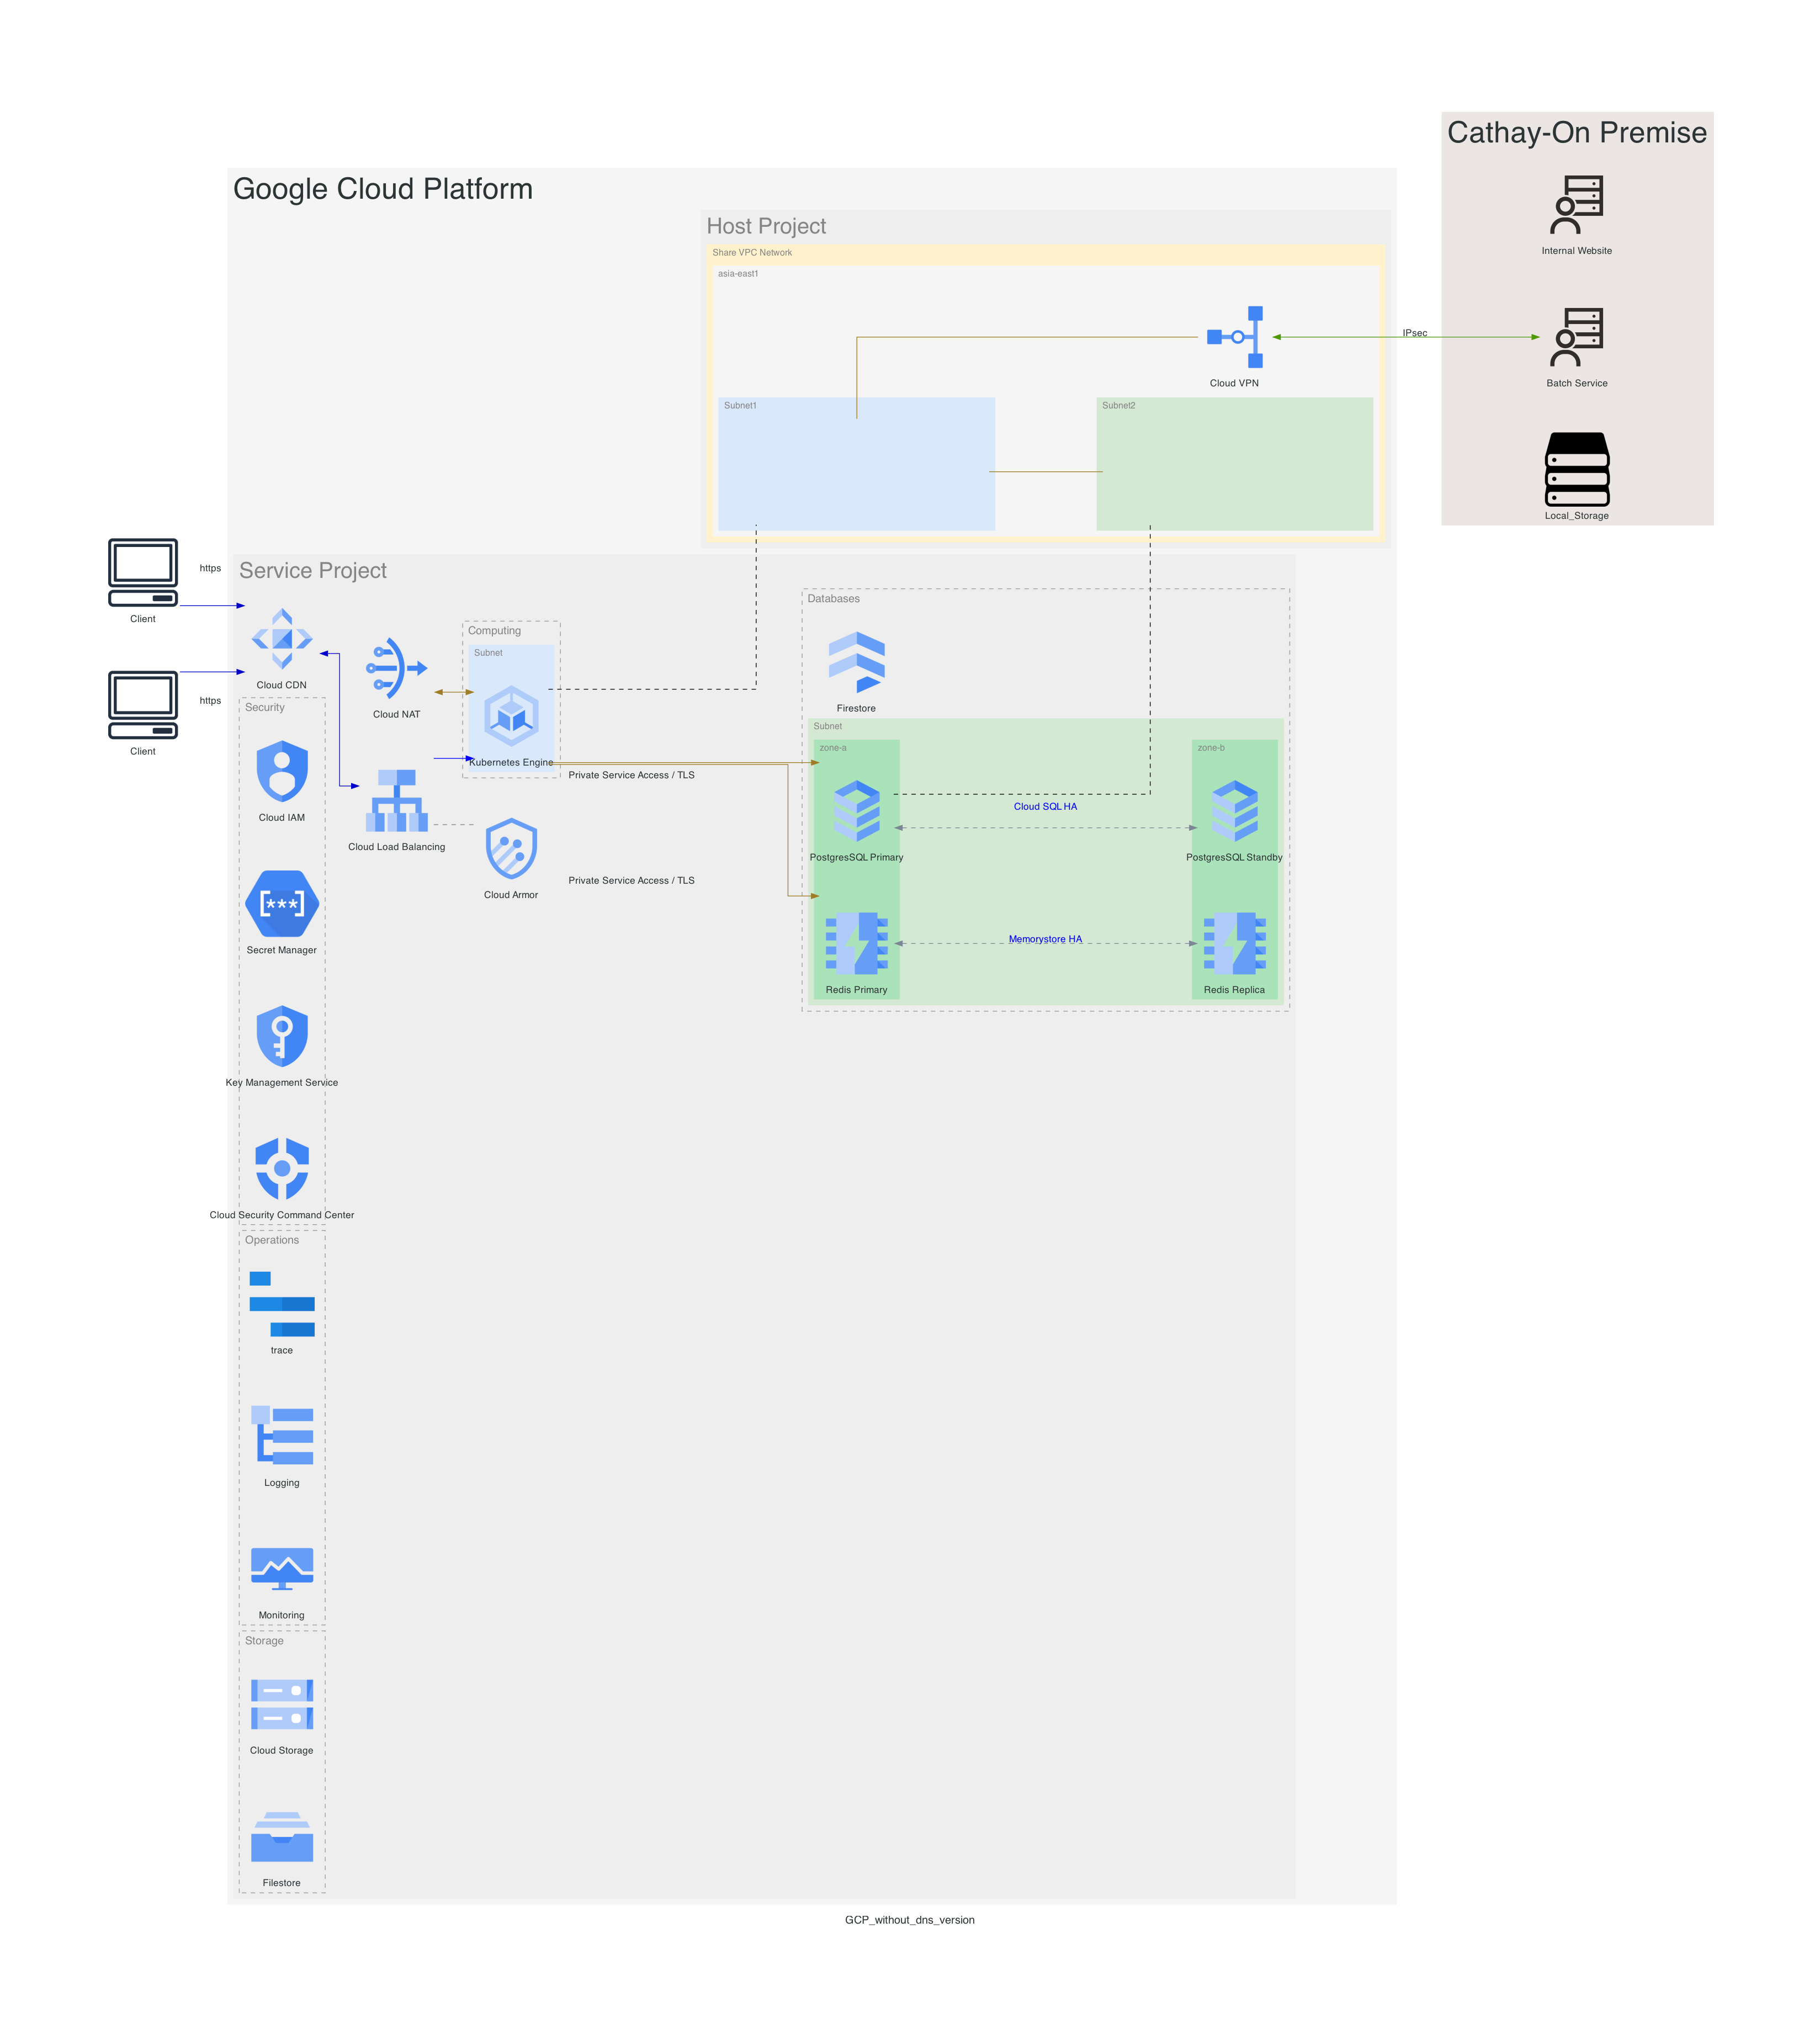 Cathay-On Premise
Internal Website
Batch Service
Local_Storage
IPsec
Google Cloud Platform
Host Project
Share VPC Network
asia-east1
Cloud VPN
Subnet1
Subnet2
Client
https
Client
https
Service Project
Cloud CDN
Cloud NAT
Computing
Subnet
Kubernetes Engine
Private Service Access / TLS
Cloud Load Balancing
Cloud Armor
Private Service Access / TLS
Databases
Firestore
Subnet
zone-a
zone-b
Cloud SQL HA
PostgresSQL Primary
PostgresSQL Standby
Memorystore HA
Redis Primary
Redis Replica
Security
Cloud IAM
Secret Manager
Key Management Service
Cloud Security Command Center
Operations
trace
Logging
Monitoring
Storage
Cloud Storage
Filestore
GCP_without_dns_version